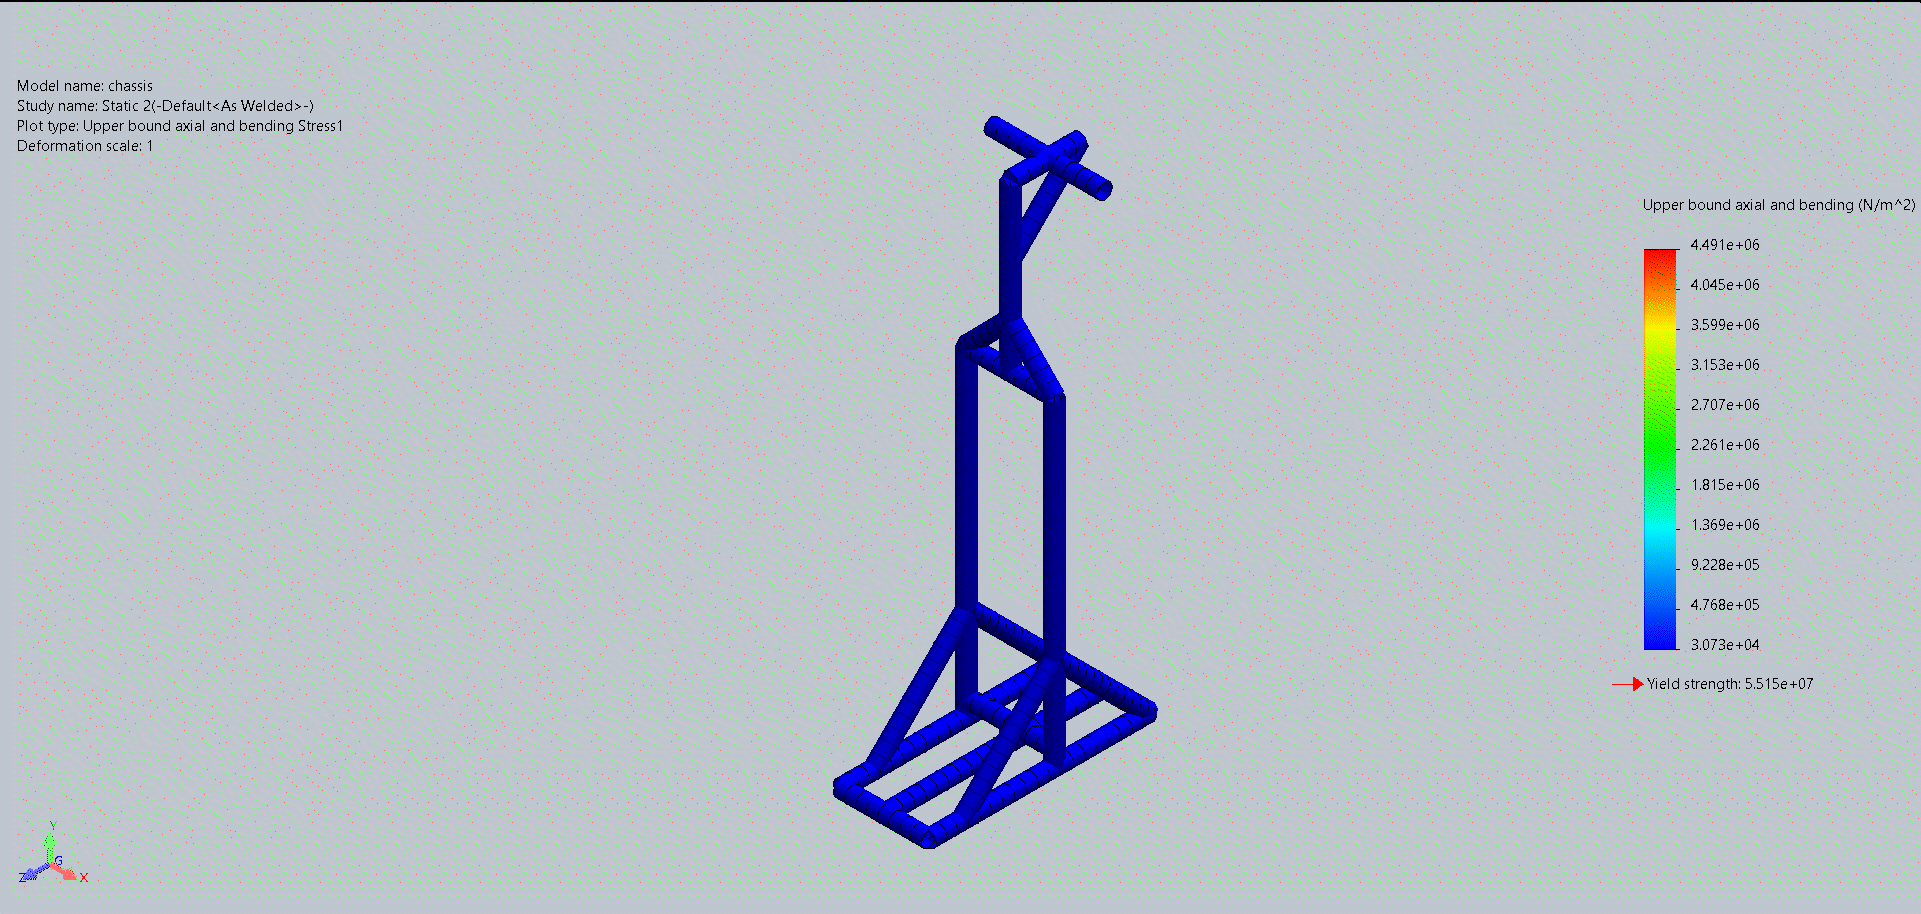 Model name: chassis
Study name: Static 2(-Default<As Welded>-)
Plot type: Upper bound axial and bending Stress1
Deformation scale: 1
Upper bound axial and bending (N/m^2)
4.491e+06
4.045e+06
3.599e+06
3.153e+06
2.707e+06
2.261e+06
1.815e+06
1.369e+06
9.228e+05
4.768e+05
3.073e+04
Yield strength: 5.515e+07
Y
G
Z
X